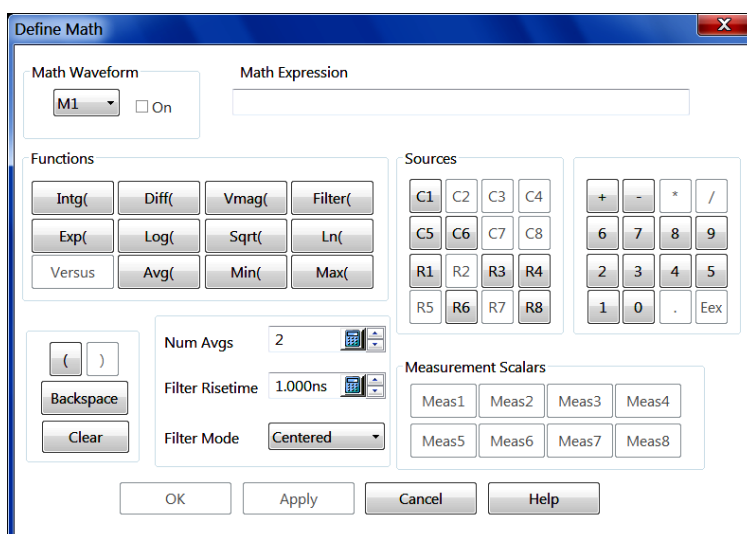 Define Math
Math Waveform
Math Expression
M1
On
Functions
Intg( Diff( Vmag( Filter(
Exp( Log( Sqrt( Ln(
Versus Avg( Min( Max(
Sources
C1 C2 C3 C4
C5 C6 C7 C8
R1 R2 R3 R4
R5 R6 R7 R8
+ - * /
6 7 8 9
2 3 4 5
1 0 . Eex
( )
Backspace
Clear
Num Avgs 2
Filter Risetime 1.000ns
Filter Mode Centered
Measurement Scalars
Meas1 Meas2 Meas3 Meas4
Meas5 Meas6 Meas7 Meas8
OK Apply Cancel Help